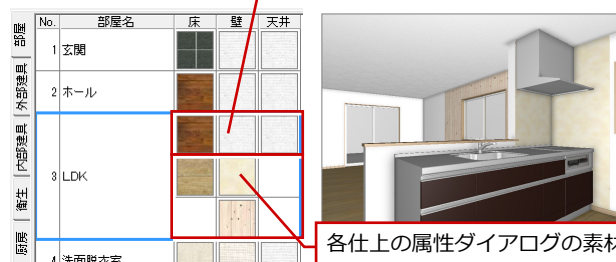 No. 部屋名 床 壁 天井
1 玄関
2 ホール
3 LDK
4 洗面脱衣室
部屋
外部建具
内部建具
衛生
厨房
各仕上の属性ダイアログの素材